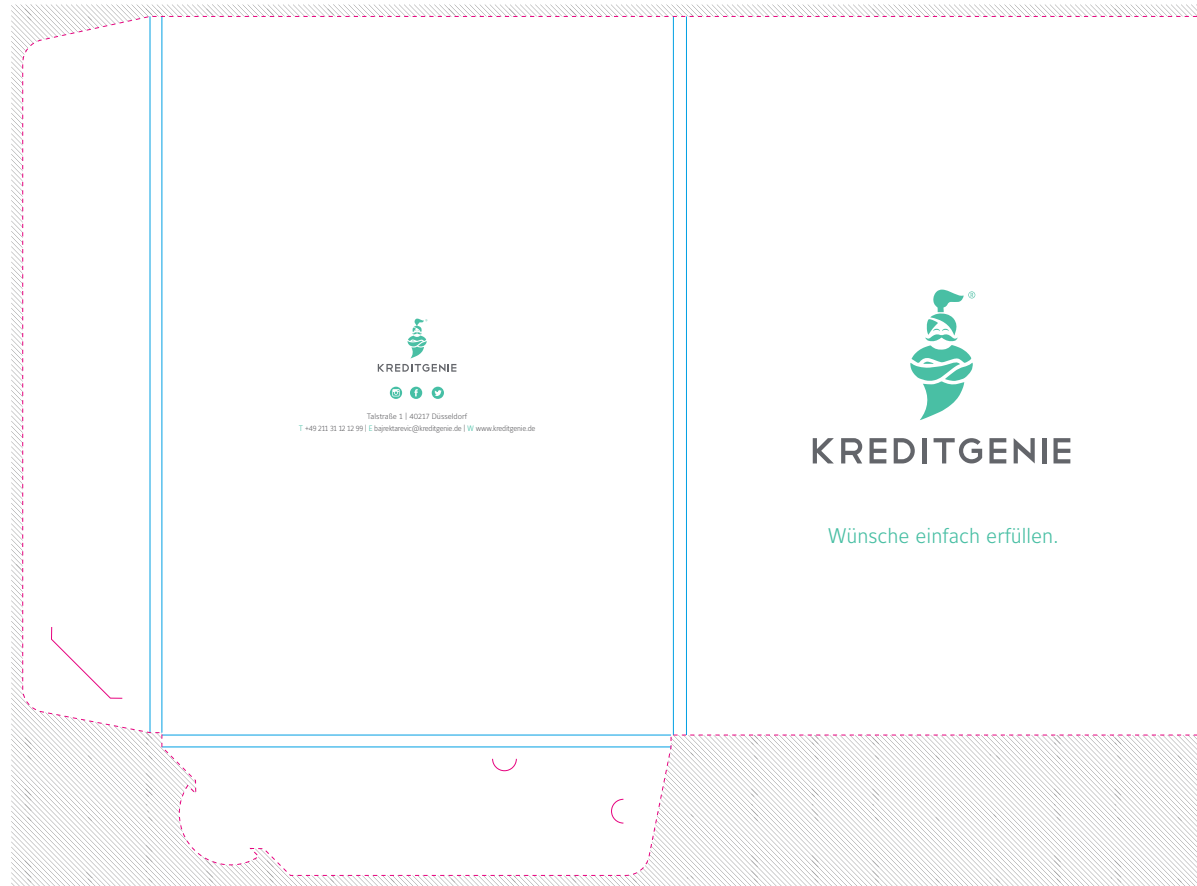 KREDITGENIE
Talstraße 1 | 40217 Düsseldorf
T +49 211 31 12 12 99 | E bajrektarevic@kreditgenie.de | W www.kreditgenie.de
®
KREDITGENIE
Wünsche einfach erfüllen.